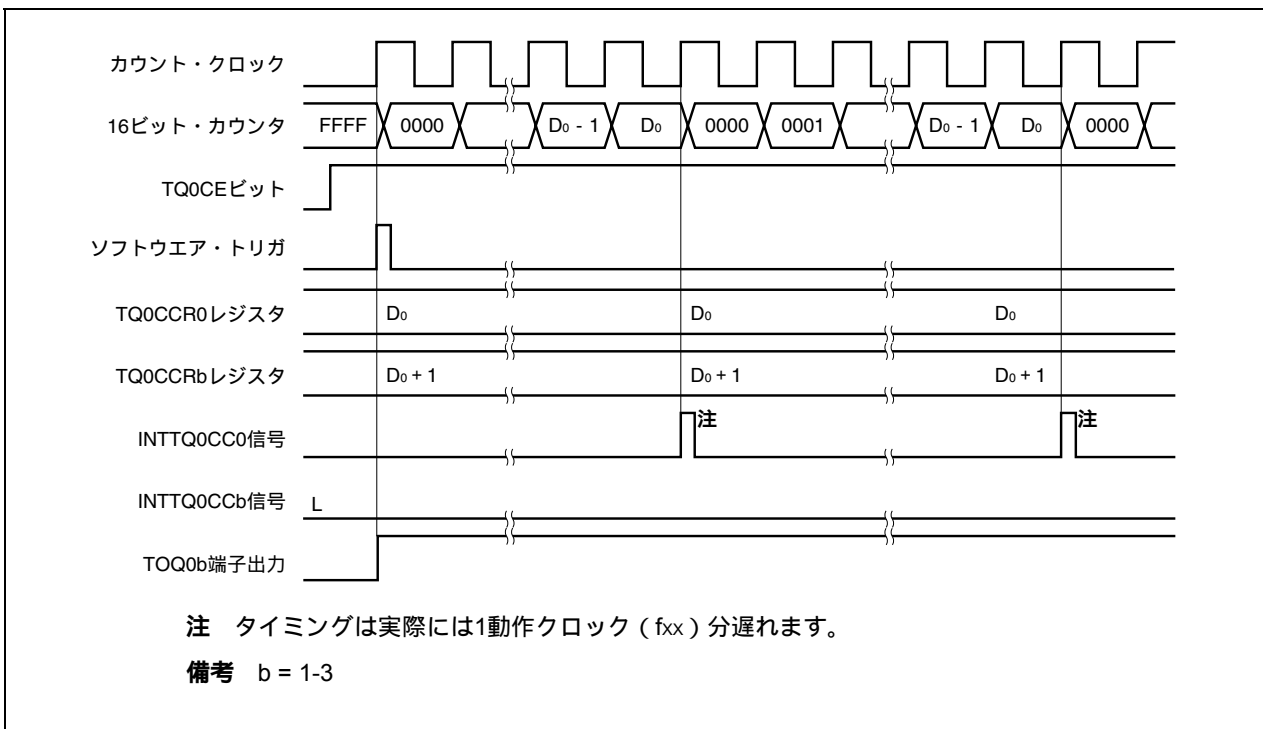 カウント・クロック
16ビット・カウンタ FFFF 0000 D₀ - 1 D₀ 0000 0001 D₀ - 1 D₀ 0000
TQ0CEビット
ソフトウエア・トリガ
TQ0CCR0レジスタ D₀ D₀ D₀
TQ0CCRbレジスタ D₀ + 1 D₀ + 1 D₀ + 1
INTTQ0CC0信号 注 注
INTTQ0CCb信号 L
TOQ0b端子出力
注 タイミングは実際には1動作クロック（fxx）分遅れます。
備考 b = 1-3